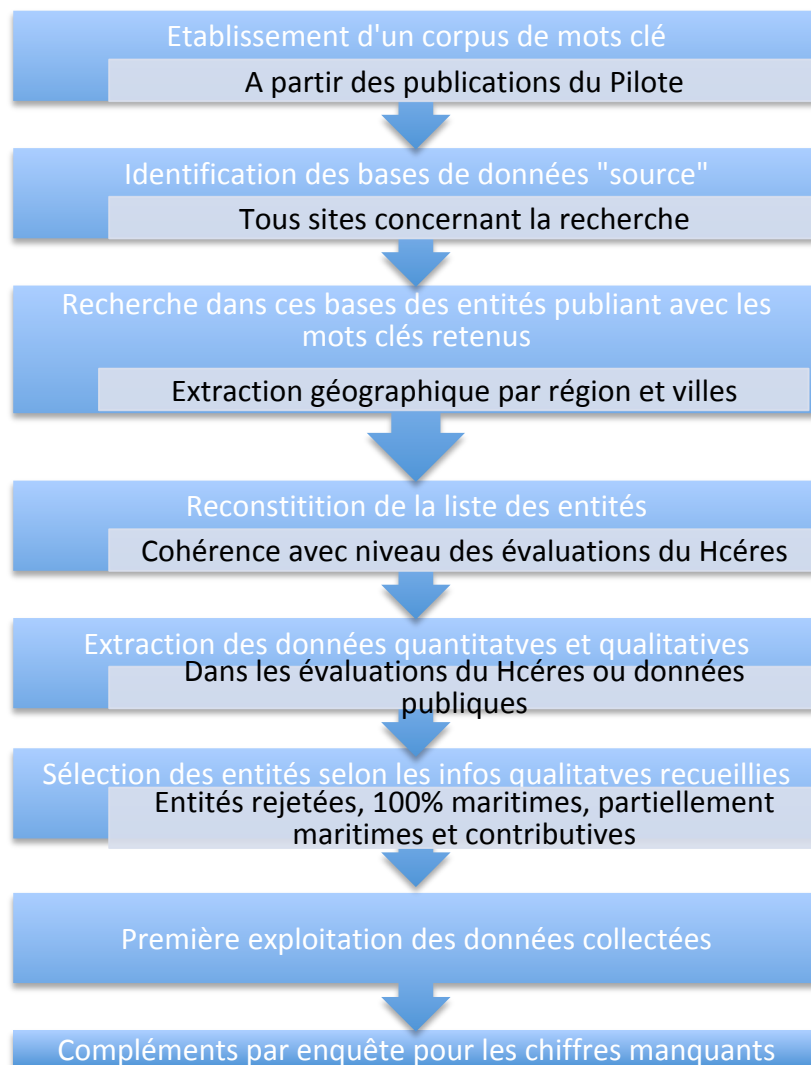 Etablissement d'un corpus de mots clé
A partir des publications du Pilote
Identification des bases de données "source"
Tous sites concernant la recherche
Recherche dans ces bases des entités publiant avec les
mots clés retenus
Extraction géographique par région et villes
Reconstitition de la liste des entités
Cohérence avec niveau des évaluations du Hcéres
Extraction des données quantitatves et qualitatives
Dans les évaluations du Hcéres ou données
publiques
Sélection des entités selon les infos qualitatves recueillies
Entités rejetées, 100% maritimes, partiellement
maritimes et contributives
Première exploitation des données collectées
Compléments par enquête pour les chiffres manquants